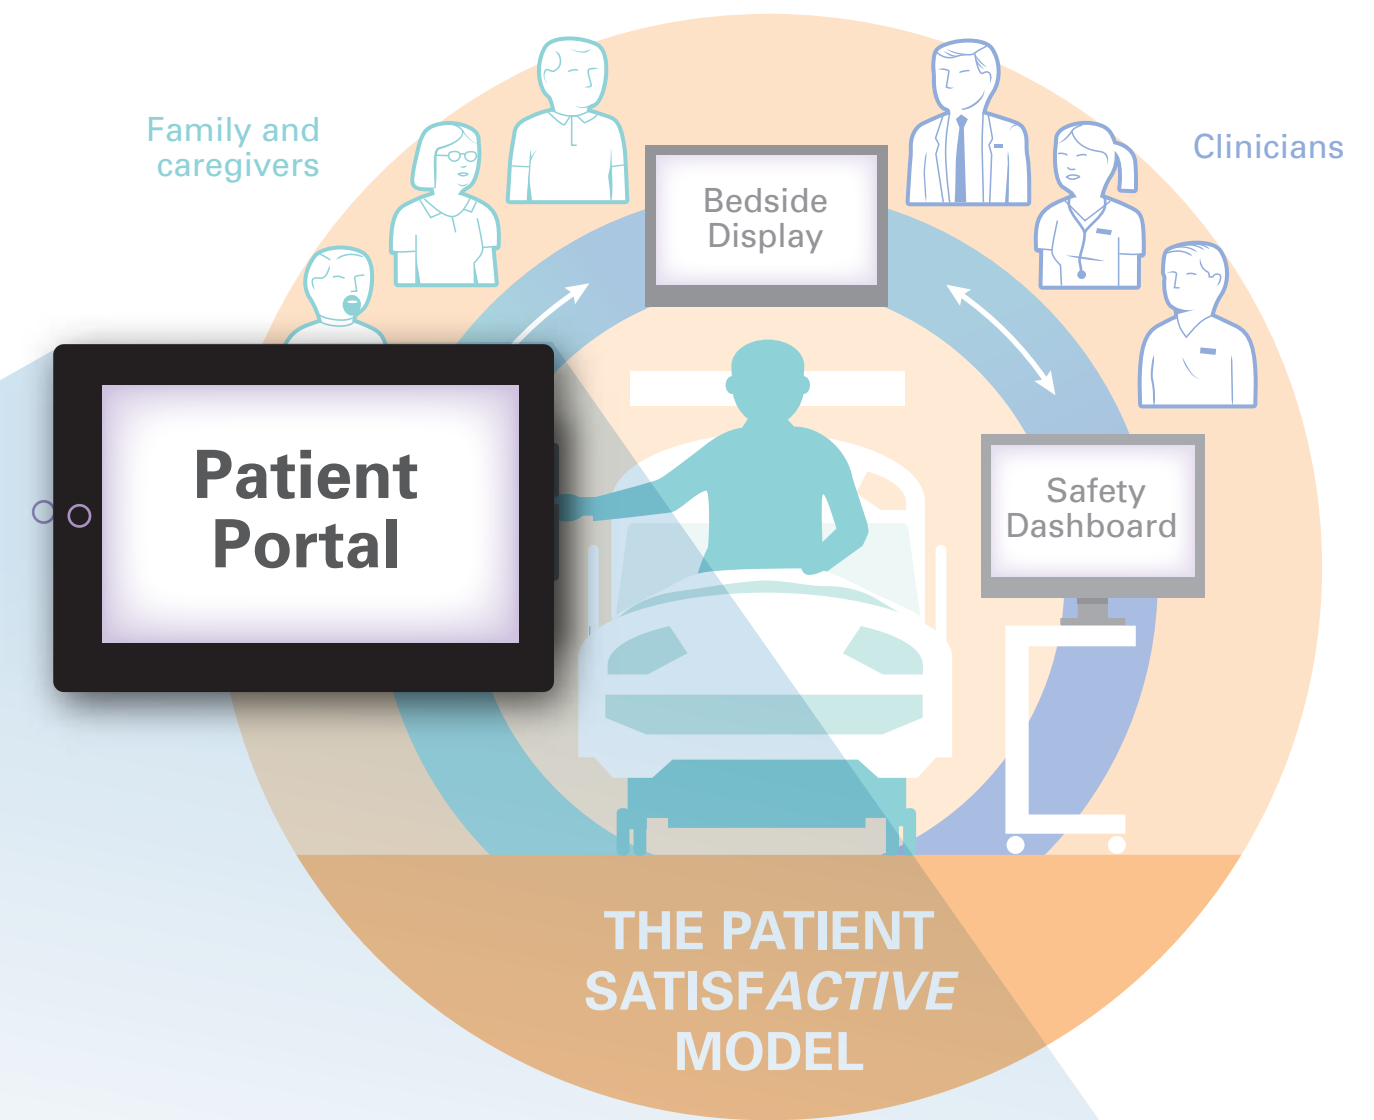 Family and
caregivers
Clinicians
Bedside
Display
Patient
Portal
Safety
Dashboard
THE PATIENT
SATISFACTIVE
MODEL